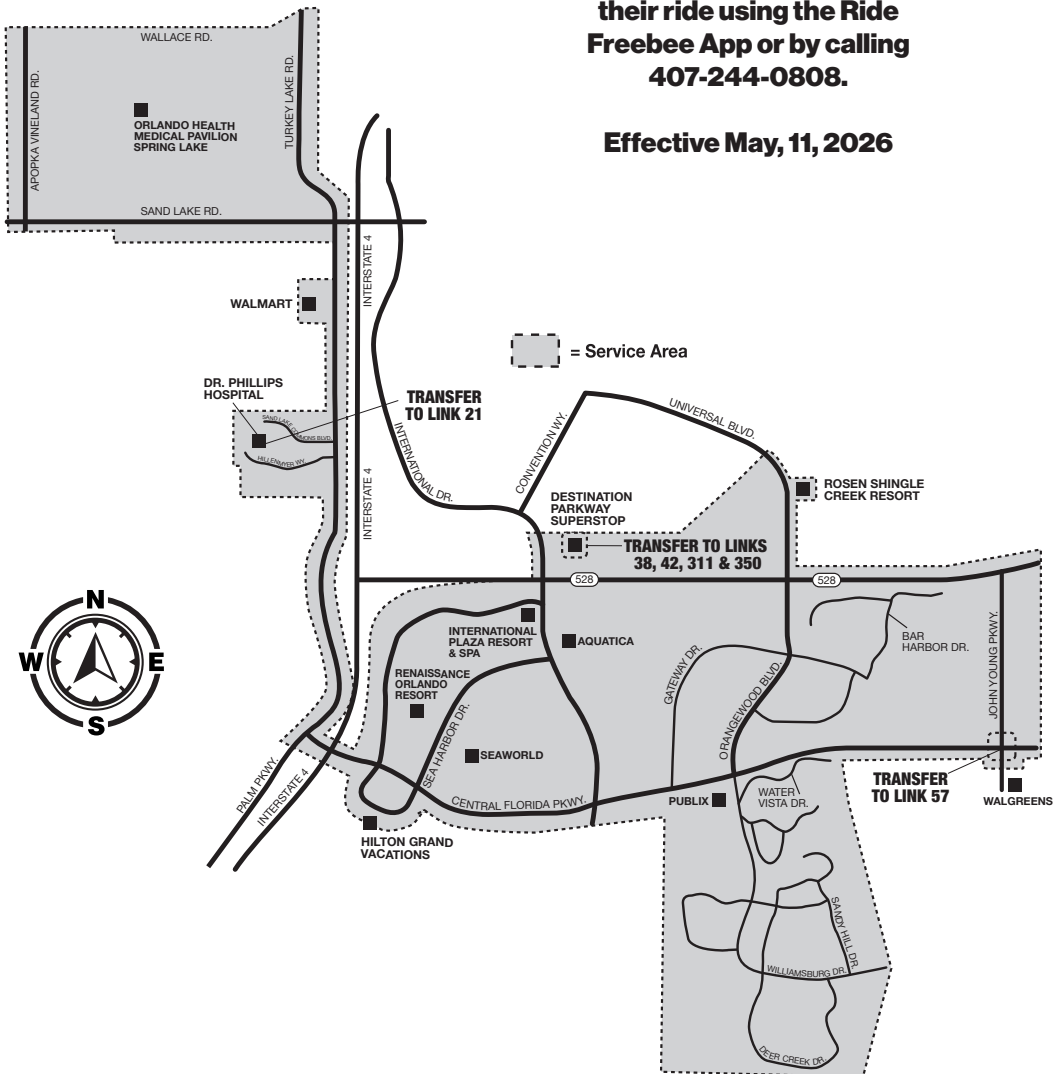 their ride using the Ride
Freebee App or by calling
407-244-0808.
Effective May, 11, 2026
WALLACE RD.
APOPKA VINELAND RD.
TURKEY LAKE RD.
ORLANDO HEALTH
MEDICAL PAVILION
SPRING LAKE
SAND LAKE RD.
INTERSTATE 4
WALMART
= Service Area
DR. PHILLIPS
HOSPITAL
TRANSFER
TO LINK 21
SAND LAKE COMMONS BLVD.
HILLENMYER WY.
INTERNATIONAL DR.
CONVENTION WY.
UNIVERSAL BLVD.
INTERSTATE 4
DESTINATION
PARKWAY
SUPERSTOP
ROSEN SHINGLE
CREEK RESORT
TRANSFER TO LINKS
38, 42, 311 & 350
528
528
N
W
E
S
INTERNATIONAL
PLAZA RESORT
& SPA
AQUATICA
BAR
HARBOR DR.
JOHN YOUNG PKWY.
RENAISSANCE
ORLANDO
RESORT
GATEWAY DR.
ORANGEWOOD BLVD.
SEA HARBOR DR.
SEAWORLD
PALM PKWY.
INTERSTATE 4
CENTRAL FLORIDA PKWY.
PUBLIX
WATER
VISTA DR.
TRANSFER
TO LINK 57
WALGREENS
HILTON GRAND
VACATIONS
SANDY HILL DR.
WILLIAMSBURG DR.
DEER CREEK DR.